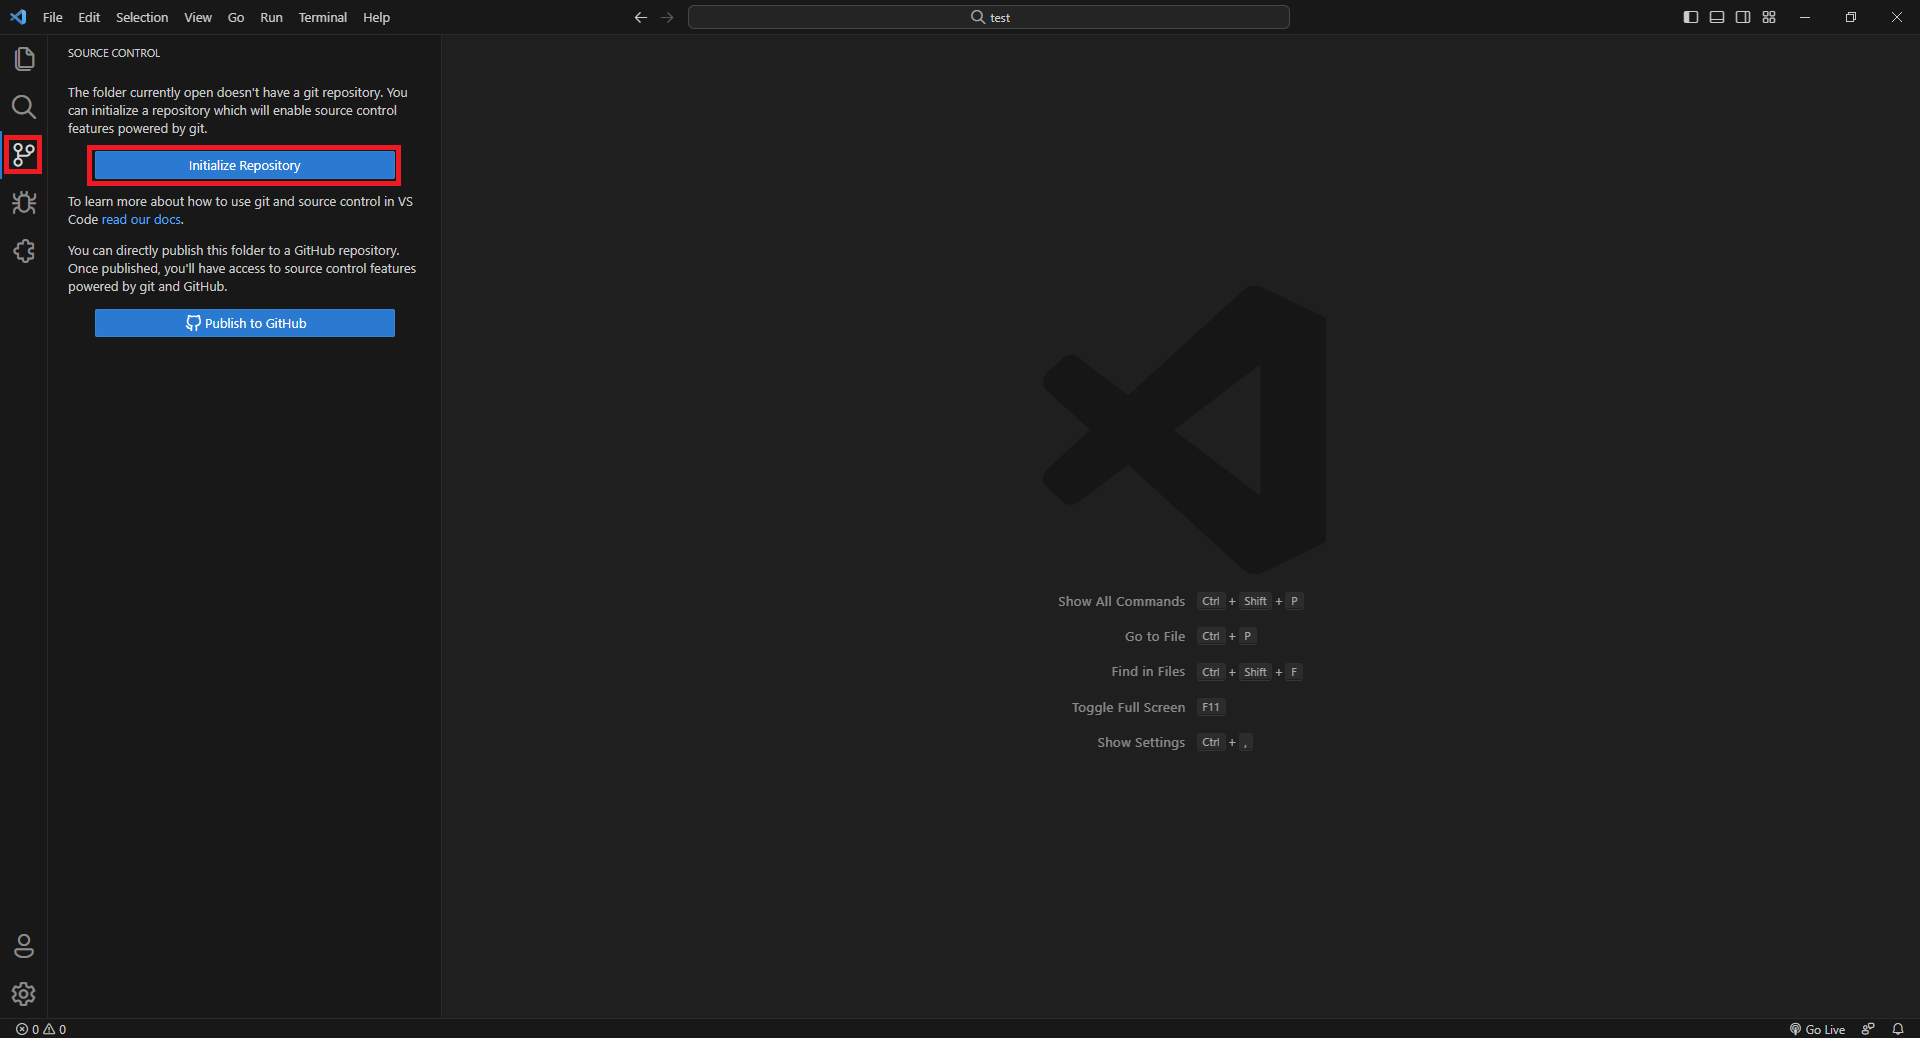 File Edit Selection View Go Run Terminal Help
test
SOURCE CONTROL
The folder currently open doesn't have a git repository. You
can initialize a repository which will enable source control
features powered by git.
Initialize Repository
To learn more about how to use git and source control in VS
Code read our docs.
You can directly publish this folder to a GitHub repository.
Once published, you'll have access to source control features
powered by git and GitHub.
Publish to GitHub
Show All Commands Ctrl + Shift + P
Go to File Ctrl + P
Find in Files Ctrl + Shift + F
Toggle Full Screen F11
Show Settings Ctrl + ,
0 0
Go Live